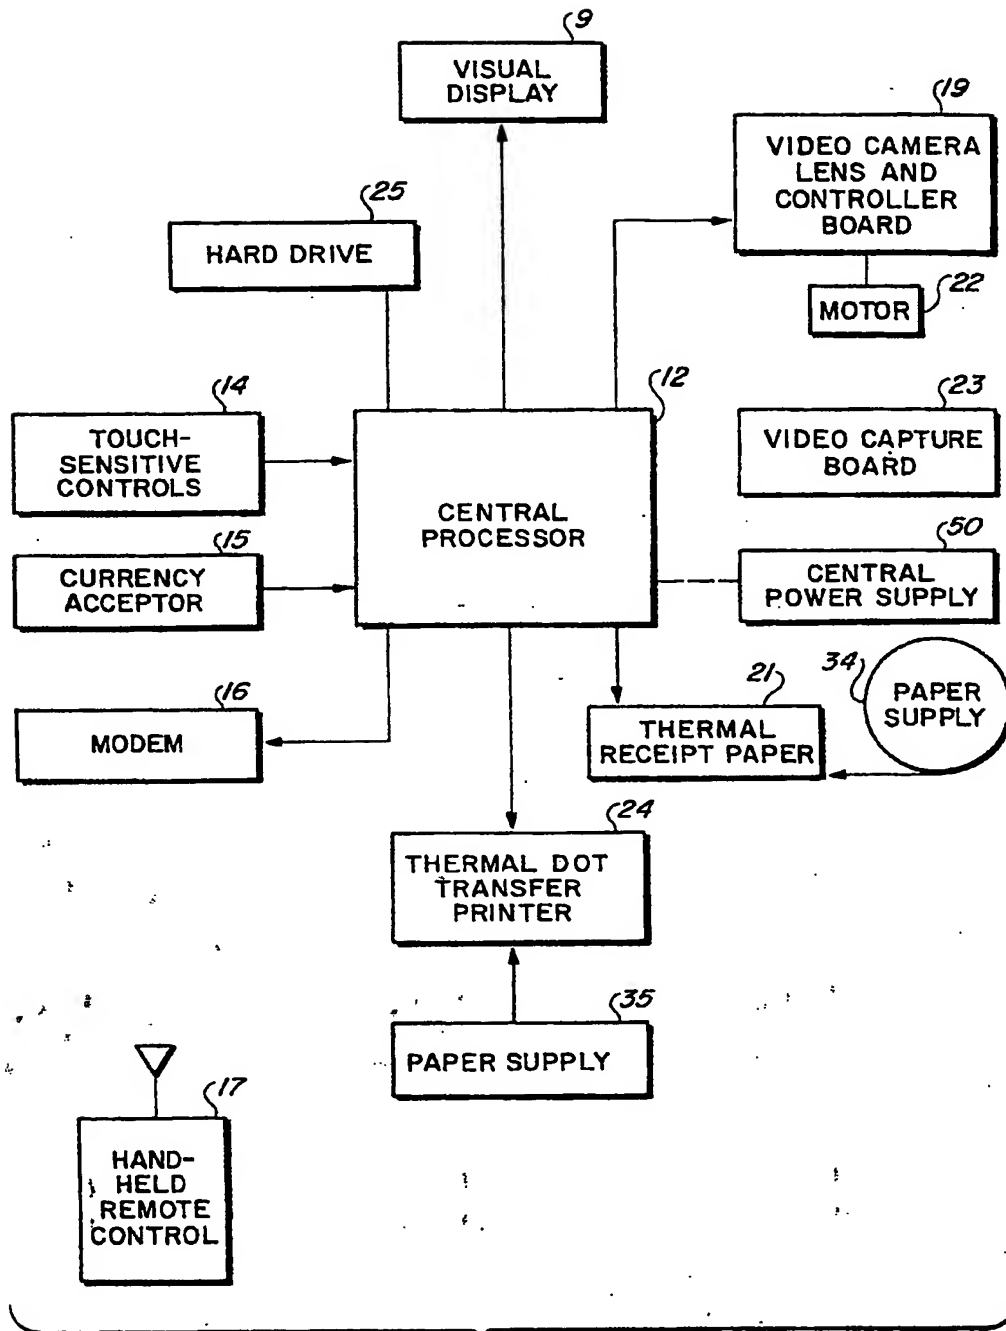 9
VISUAL
DISPLAY
19
VIDEO CAMERA
LENS AND
CONTROLLER
BOARD
25
HARD DRIVE
22
MOTOR
14
TOUCH-
SENSITIVE
CONTROLS
12
CENTRAL
PROCESSOR
23
VIDEO CAPTURE
BOARD
15
CURRENCY
ACCEPTOR
50
CENTRAL
POWER SUPPLY
16
MODEM
21
THERMAL
RECEIPT PAPER
34
PAPER
SUPPLY
24
THERMAL DOT
TRANSFER
PRINTER
35
PAPER SUPPLY
17
HAND-
HELD
REMOTE
CONTROL